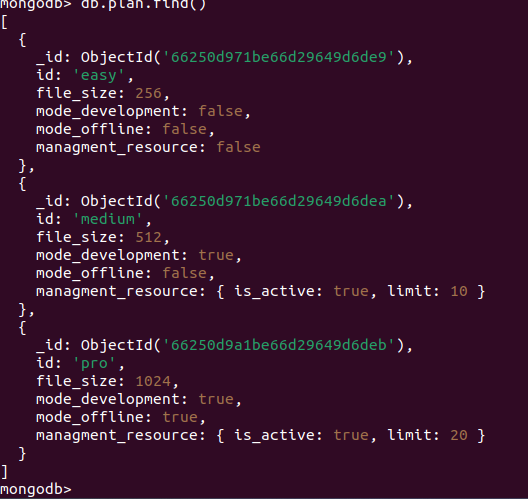 mongodb> db.plan.find()
[
  {
    _id: ObjectId('66250d971be66d29649d6de9'),
    id: 'easy',
    file_size: 256,
    mode_development: false,
    mode_offline: false,
    managment_resource: false
  },
  {
    _id: ObjectId('66250d971be66d29649d6dea'),
    id: 'medium',
    file_size: 512,
    mode_development: true,
    mode_offline: false,
    managment_resource: { is_active: true, limit: 10 }
  },
  {
    _id: ObjectId('66250d9a1be66d29649d6deb'),
    id: 'pro',
    file_size: 1024,
    mode_development: true,
    mode_offline: true,
    managment_resource: { is_active: true, limit: 20 }
  }
]
mongodb>